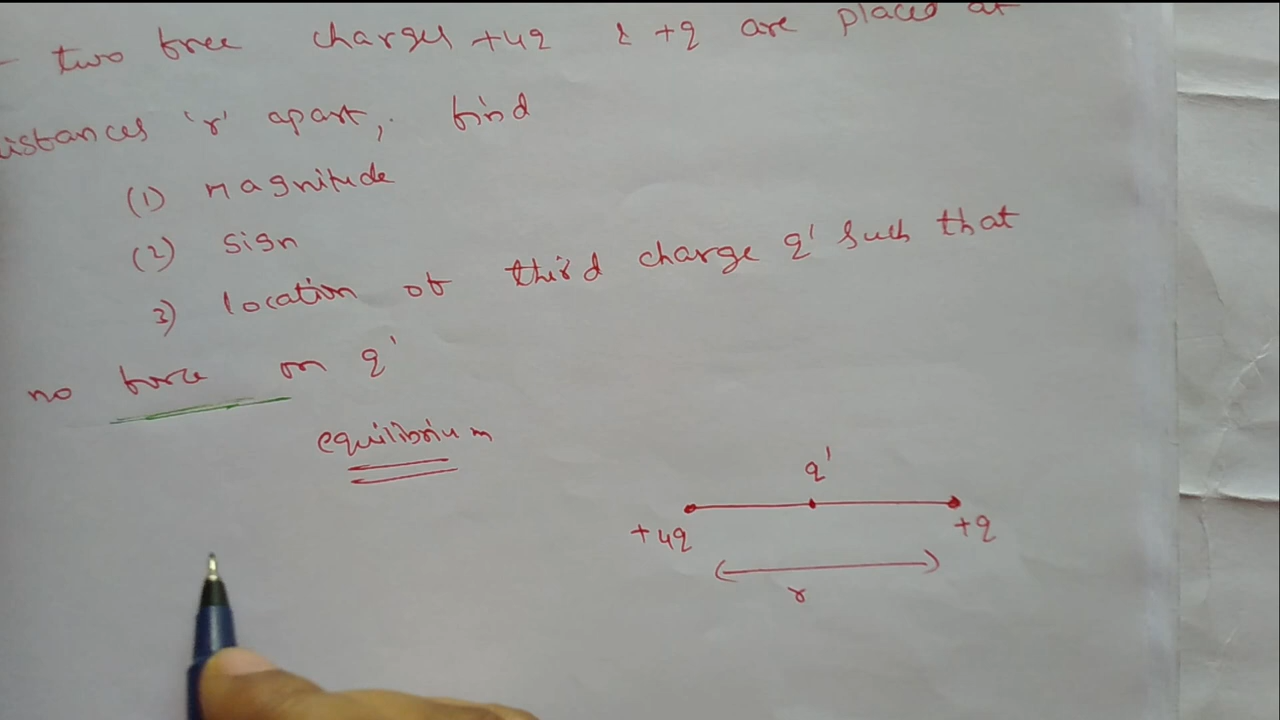 two free charges +4q & +q are placed at
istances 'r' apart, find
(1) magnitude
(2) sign
3) location of third charge q' such that
no force on q'
equilibrium
q'
+4q
+q
r